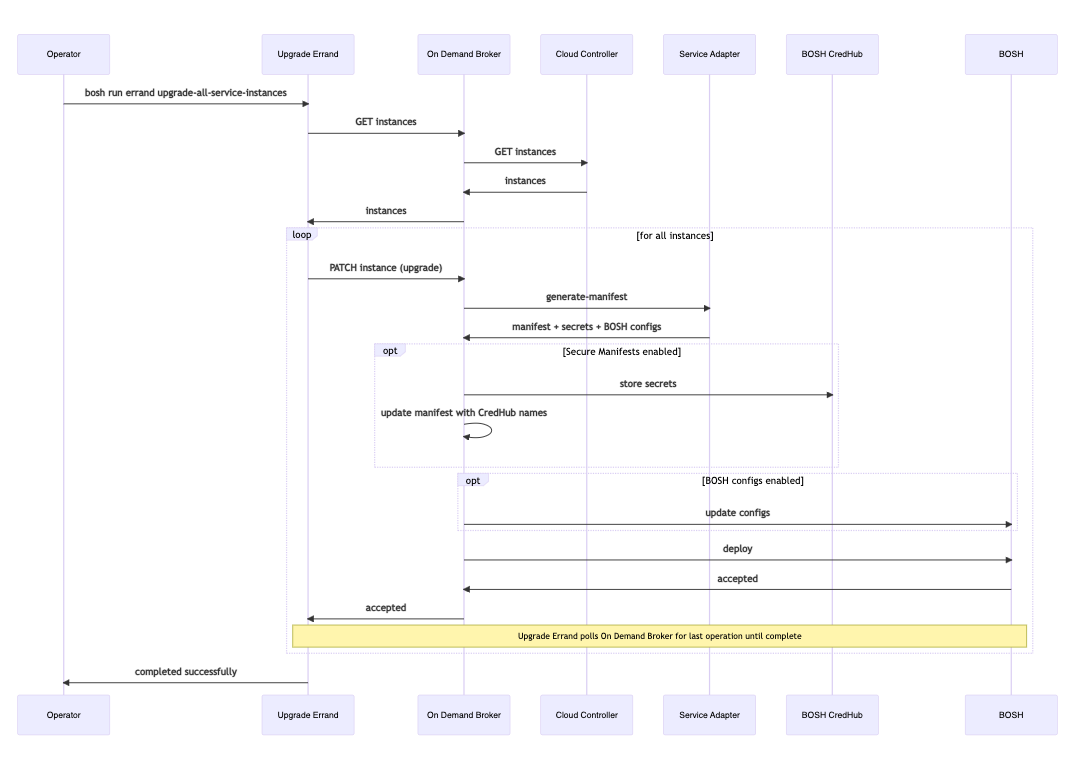 Operator
Upgrade Errand
On Demand Broker
Cloud Controller
Service Adapter
BOSH CredHub
BOSH
bosh run errand upgrade-all-service-instances
GET instances
GET instances
instances
instances
loop
[for all instances]
PATCH instance (upgrade)
generate-manifest
manifest + secrets + BOSH configs
opt
[Secure Manifests enabled]
store secrets
update manifest with CredHub names
opt
[BOSH configs enabled]
update configs
deploy
accepted
accepted
Upgrade Errand polls On Demand Broker for last operation until complete
completed successfully
Operator
Upgrade Errand
On Demand Broker
Cloud Controller
Service Adapter
BOSH CredHub
BOSH